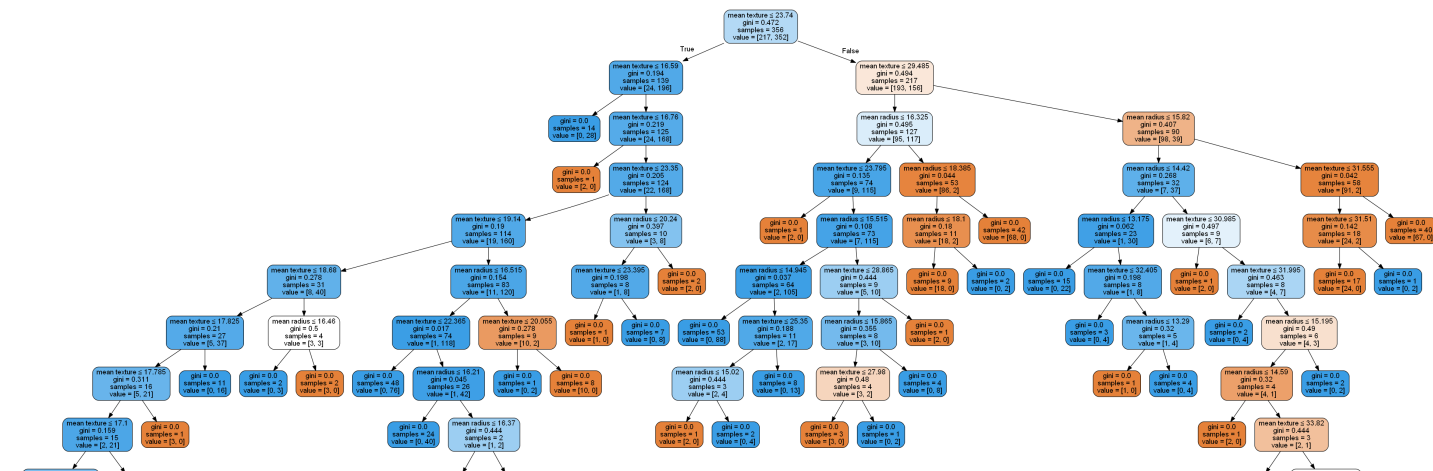 mean texture ≤ 23.74
gini = 0.472
samples = 356
value = [217, 352]
True
False
mean texture ≤ 16.59
gini = 0.194
samples = 139
value = [24, 196]
mean texture ≤ 29.485
gini = 0.494
samples = 217
value = [193, 156]
gini = 0.0
samples = 14
value = [0, 28]
mean texture ≤ 16.76
gini = 0.219
samples = 125
value = [24, 168]
mean radius ≤ 16.325
gini = 0.495
samples = 127
value = [95, 117]
mean radius ≤ 15.82
gini = 0.407
samples = 90
value = [98, 39]
gini = 0.0
samples = 1
value = [2, 0]
mean texture ≤ 23.35
gini = 0.205
samples = 124
value = [22, 168]
mean texture ≤ 23.795
gini = 0.135
samples = 74
value = [9, 115]
mean radius ≤ 18.385
gini = 0.044
samples = 53
value = [86, 2]
mean radius ≤ 14.42
gini = 0.268
samples = 32
value = [7, 37]
mean texture ≤ 31.555
gini = 0.042
samples = 58
value = [91, 2]
mean texture ≤ 19.14
gini = 0.19
samples = 114
value = [19, 160]
mean radius ≤ 20.24
gini = 0.397
samples = 10
value = [3, 8]
gini = 0.0
samples = 1
value = [2, 0]
mean radius ≤ 15.515
gini = 0.108
samples = 73
value = [7, 115]
mean radius ≤ 18.1
gini = 0.18
samples = 11
value = [18, 2]
gini = 0.0
samples = 42
value = [68, 0]
mean radius ≤ 13.175
gini = 0.062
samples = 23
value = [1, 30]
mean texture ≤ 30.985
gini = 0.497
samples = 9
value = [6, 7]
mean texture ≤ 31.51
gini = 0.142
samples = 18
value = [24, 2]
gini = 0.0
samples = 40
value = [67, 0]
mean texture ≤ 18.68
gini = 0.278
samples = 31
value = [8, 40]
mean radius ≤ 16.515
gini = 0.154
samples = 83
value = [11, 120]
mean texture ≤ 23.395
gini = 0.198
samples = 8
value = [1, 8]
gini = 0.0
samples = 2
value = [2, 0]
mean radius ≤ 14.945
gini = 0.037
samples = 64
value = [2, 105]
mean texture ≤ 28.865
gini = 0.444
samples = 9
value = [5, 10]
gini = 0.0
samples = 9
value = [18, 0]
gini = 0.0
samples = 2
value = [0, 2]
gini = 0.0
samples = 15
value = [0, 22]
mean texture ≤ 32.405
gini = 0.198
samples = 8
value = [1, 8]
gini = 0.0
samples = 1
value = [2, 0]
mean texture ≤ 31.995
gini = 0.463
samples = 8
value = [4, 7]
gini = 0.0
samples = 17
value = [24, 0]
gini = 0.0
samples = 1
value = [0, 2]
mean texture ≤ 17.825
gini = 0.21
samples = 27
value = [5, 37]
mean radius ≤ 16.46
gini = 0.5
samples = 4
value = [3, 3]
mean texture ≤ 22.365
gini = 0.017
samples = 74
value = [1, 118]
mean texture ≤ 20.055
gini = 0.278
samples = 9
value = [10, 2]
gini = 0.0
samples = 1
value = [1, 0]
gini = 0.0
samples = 7
value = [0, 8]
gini = 0.0
samples = 53
value = [0, 88]
mean texture ≤ 25.35
gini = 0.188
samples = 11
value = [2, 17]
mean radius ≤ 15.865
gini = 0.355
samples = 8
value = [3, 10]
gini = 0.0
samples = 1
value = [2, 0]
gini = 0.0
samples = 3
value = [0, 4]
mean radius ≤ 13.29
gini = 0.32
samples = 5
value = [1, 4]
gini = 0.0
samples = 2
value = [0, 4]
mean radius ≤ 15.195
gini = 0.49
samples = 6
value = [4, 3]
mean texture ≤ 17.785
gini = 0.311
samples = 16
value = [5, 21]
gini = 0.0
samples = 11
value = [0, 16]
gini = 0.0
samples = 2
value = [0, 3]
gini = 0.0
samples = 2
value = [3, 0]
gini = 0.0
samples = 48
value = [0, 76]
mean radius ≤ 16.21
gini = 0.045
samples = 26
value = [1, 42]
gini = 0.0
samples = 1
value = [0, 2]
gini = 0.0
samples = 8
value = [10, 0]
mean radius ≤ 15.02
gini = 0.444
samples = 3
value = [2, 4]
gini = 0.0
samples = 8
value = [0, 13]
mean texture ≤ 27.98
gini = 0.48
samples = 4
value = [3, 2]
gini = 0.0
samples = 4
value = [0, 8]
gini = 0.0
samples = 1
value = [1, 0]
gini = 0.0
samples = 4
value = [0, 4]
mean radius ≤ 14.59
gini = 0.32
samples = 4
value = [4, 1]
gini = 0.0
samples = 2
value = [0, 2]
mean texture ≤ 17.1
gini = 0.159
samples = 15
value = [2, 21]
gini = 0.0
samples = 1
value = [3, 0]
gini = 0.0
samples = 24
value = [0, 40]
mean radius ≤ 16.37
gini = 0.444
samples = 2
value = [1, 2]
gini = 0.0
samples = 1
value = [2, 0]
gini = 0.0
samples = 2
value = [0, 4]
gini = 0.0
samples = 3
value = [3, 0]
gini = 0.0
samples = 1
value = [0, 2]
gini = 0.0
samples = 1
value = [2, 0]
mean texture ≤ 33.82
gini = 0.444
samples = 3
value = [2, 1]